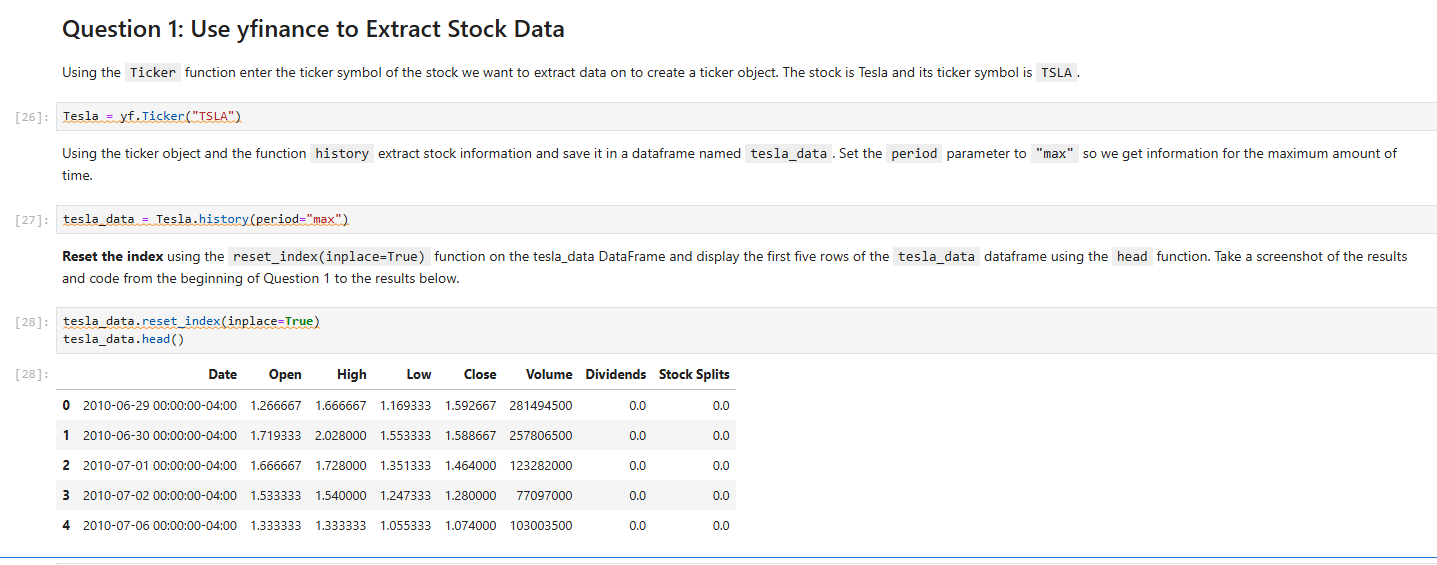 Question 1: Use yfinance to Extract Stock Data
Using the Ticker function enter the ticker symbol of the stock we want to extract data on to create a ticker object. The stock is Tesla and its ticker symbol is TSLA .
[26]: Tesla = yf.Ticker("TSLA")
Using the ticker object and the function history extract stock information and save it in a dataframe named tesla_data . Set the period parameter to "max" so we get information for the maximum amount of
time.
[27]: tesla_data = Tesla.history(period="max")
Reset the index using the reset_index(inplace=True) function on the tesla_data DataFrame and display the first five rows of the tesla_data dataframe using the head function. Take a screenshot of the results
and code from the beginning of Question 1 to the results below.
[28]: tesla_data.reset_index(inplace=True)
tesla_data.head()
[28]: Date Open High Low Close Volume Dividends Stock Splits
0 2010-06-29 00:00:00-04:00 1.266667 1.666667 1.169333 1.592667 281494500 0.0 0.0
1 2010-06-30 00:00:00-04:00 1.719333 2.028000 1.553333 1.588667 257806500 0.0 0.0
2 2010-07-01 00:00:00-04:00 1.666667 1.728000 1.351333 1.464000 123282000 0.0 0.0
3 2010-07-02 00:00:00-04:00 1.533333 1.540000 1.247333 1.280000 77097000 0.0 0.0
4 2010-07-06 00:00:00-04:00 1.333333 1.333333 1.055333 1.074000 103003500 0.0 0.0